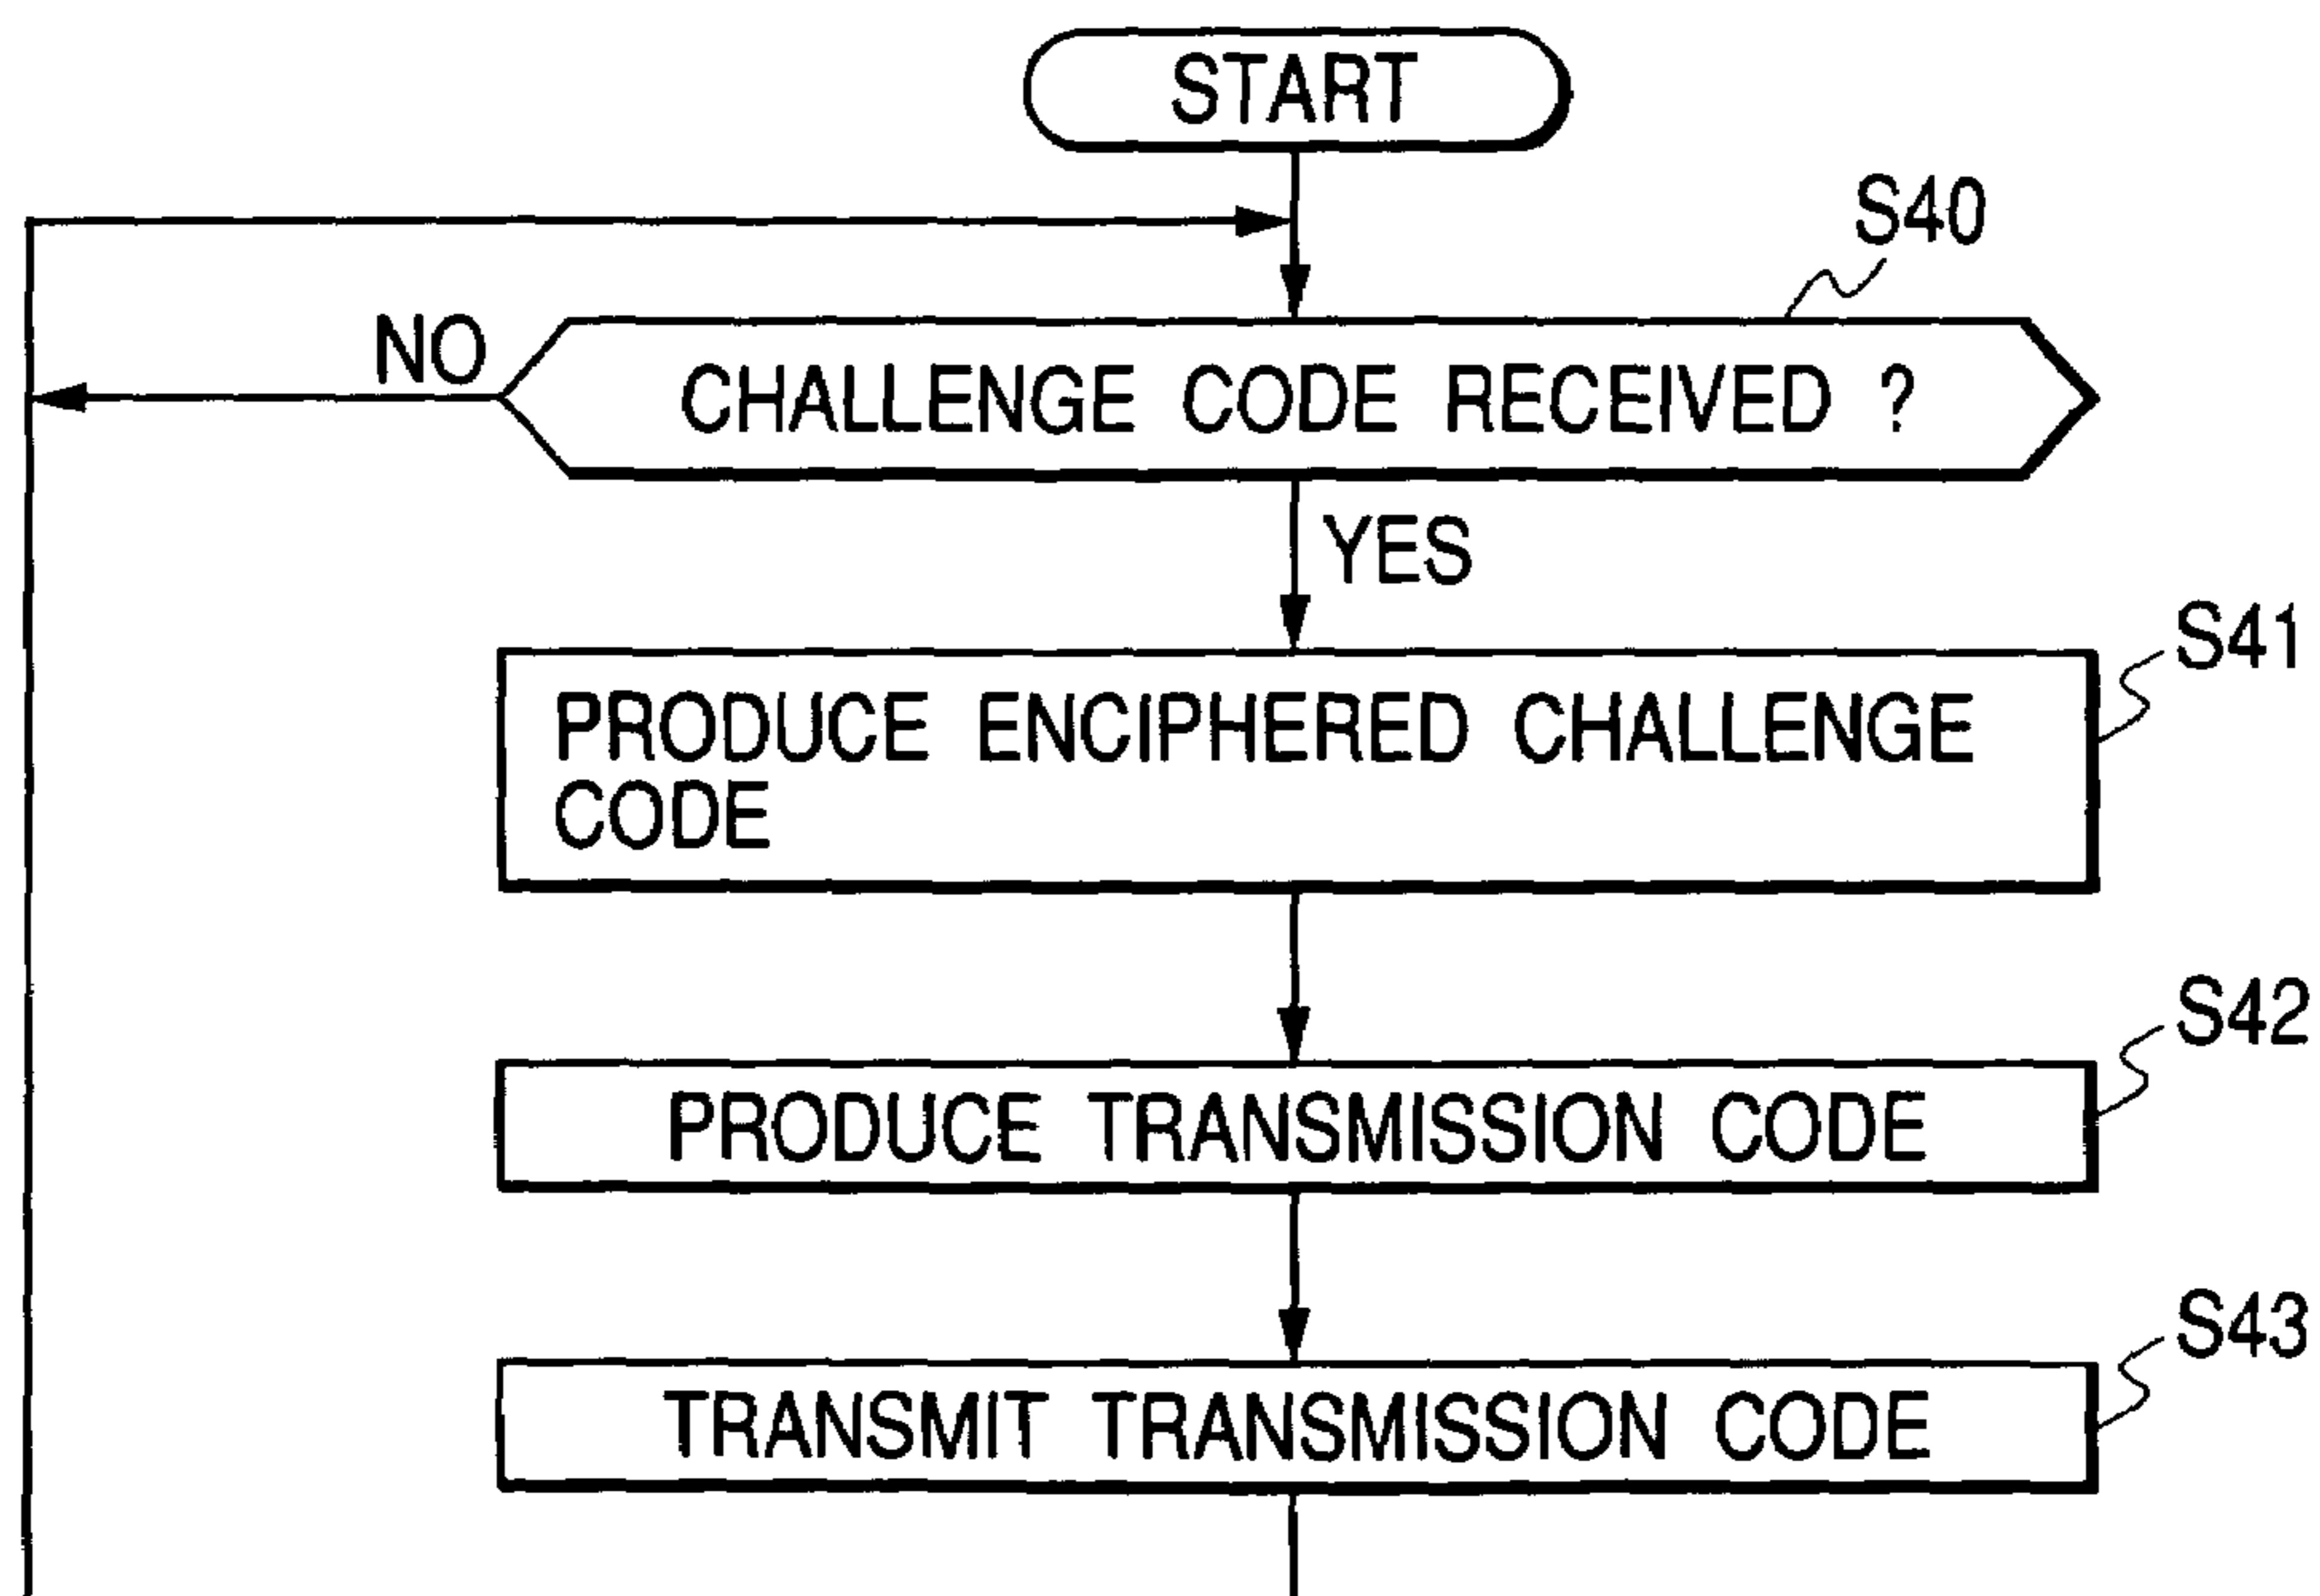 START
S40
NO
CHALLENGE CODE RECEIVED ?
YES
S41
PRODUCE ENCIPHERED CHALLENGE
CODE
S42
PRODUCE TRANSMISSION CODE
S43
TRANSMIT TRANSMISSION CODE